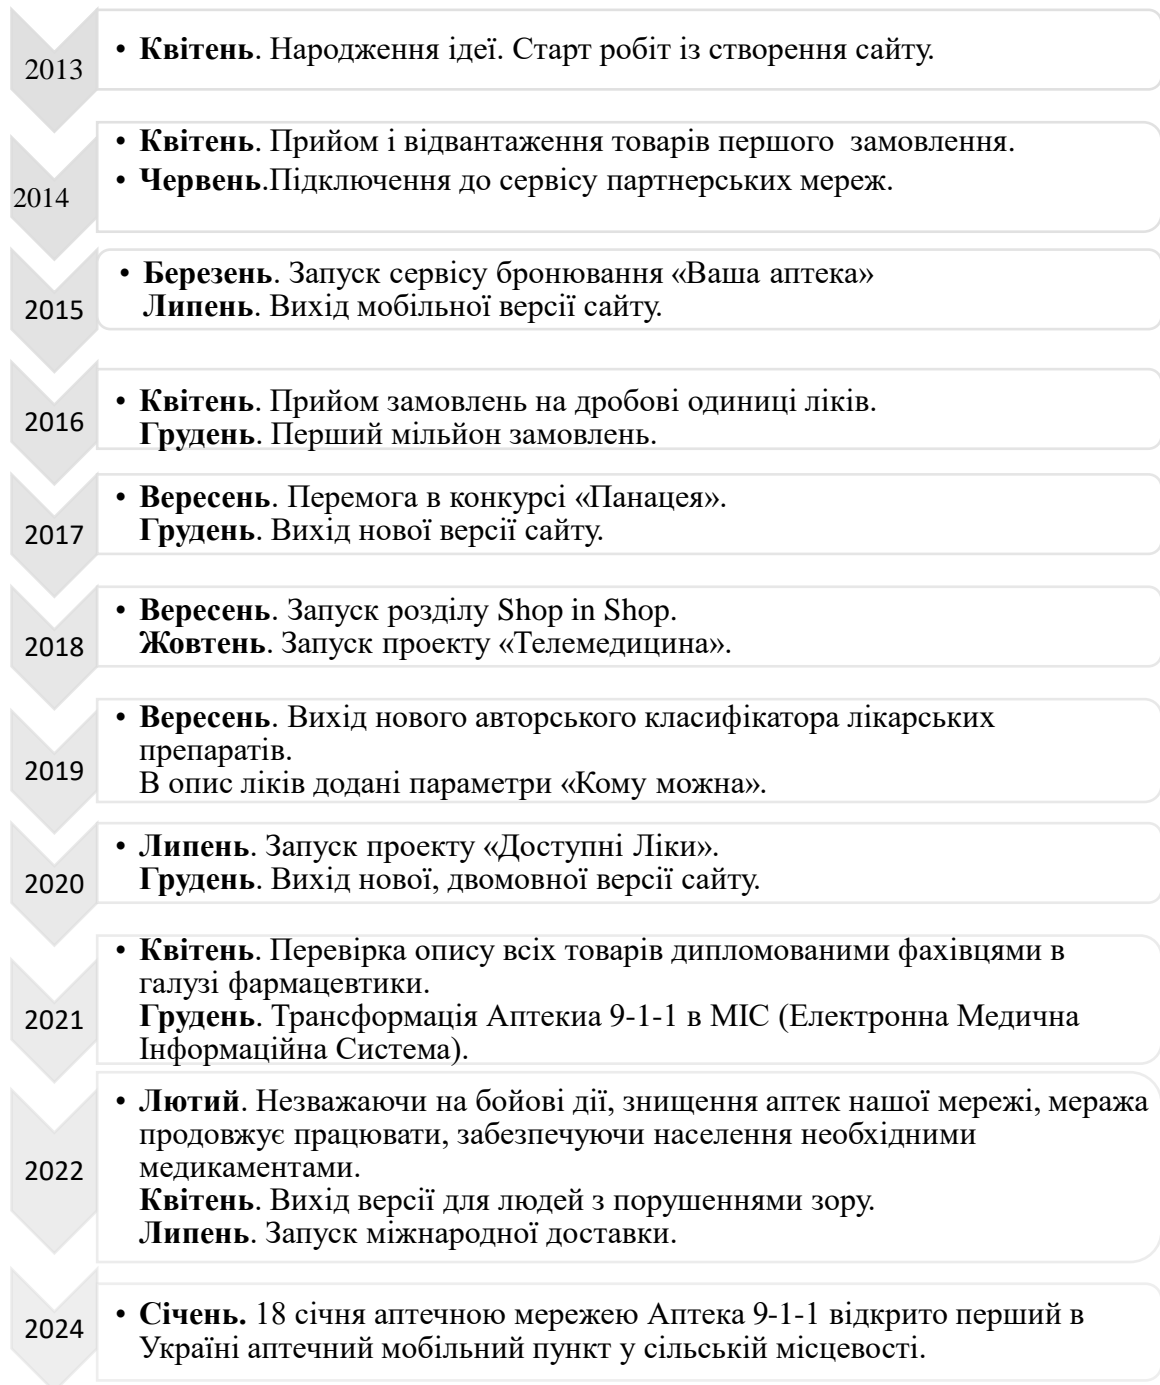 2013
• Квітень. Народження ідеї. Старт робіт із створення сайту.
2014
• Квітень. Прийом і відвантаження товарів першого замовлення.
• Червень.Підключення до сервісу партнерських мереж.
2015
• Березень. Запуск сервісу бронювання «Ваша аптека»
Липень. Вихід мобільної версії сайту.
2016
• Квітень. Прийом замовлень на дробові одиниці ліків.
Грудень. Перший мільйон замовлень.
2017
• Вересень. Перемога в конкурсі «Панацея».
Грудень. Вихід нової версії сайту.
2018
• Вересень. Запуск розділу Shop in Shop.
Жовтень. Запуск проекту «Телемедицина».
2019
• Вересень. Вихід нового авторського класифікатора лікарських
препаратів.
В опис ліків додані параметри «Кому можна».
2020
• Липень. Запуск проекту «Доступні Ліки».
Грудень. Вихід нової, двомовної версії сайту.
2021
• Квітень. Перевірка опису всіх товарів дипломованими фахівцями в
галузі фармацевтики.
Грудень. Трансформація Аптекиа 9-1-1 в МІС (Електронна Медична
Інформаційна Система).
2022
• Лютий. Незважаючи на бойові дії, знищення аптек нашої мережі, меража
продовжує працювати, забезпечуючи населення необхідними
медикаментами.
Квітень. Вихід версії для людей з порушеннями зору.
Липень. Запуск міжнародної доставки.
2024
• Січень. 18 січня аптечною мережею Аптека 9-1-1 відкрито перший в
Україні аптечний мобільний пункт у сільській місцевості.